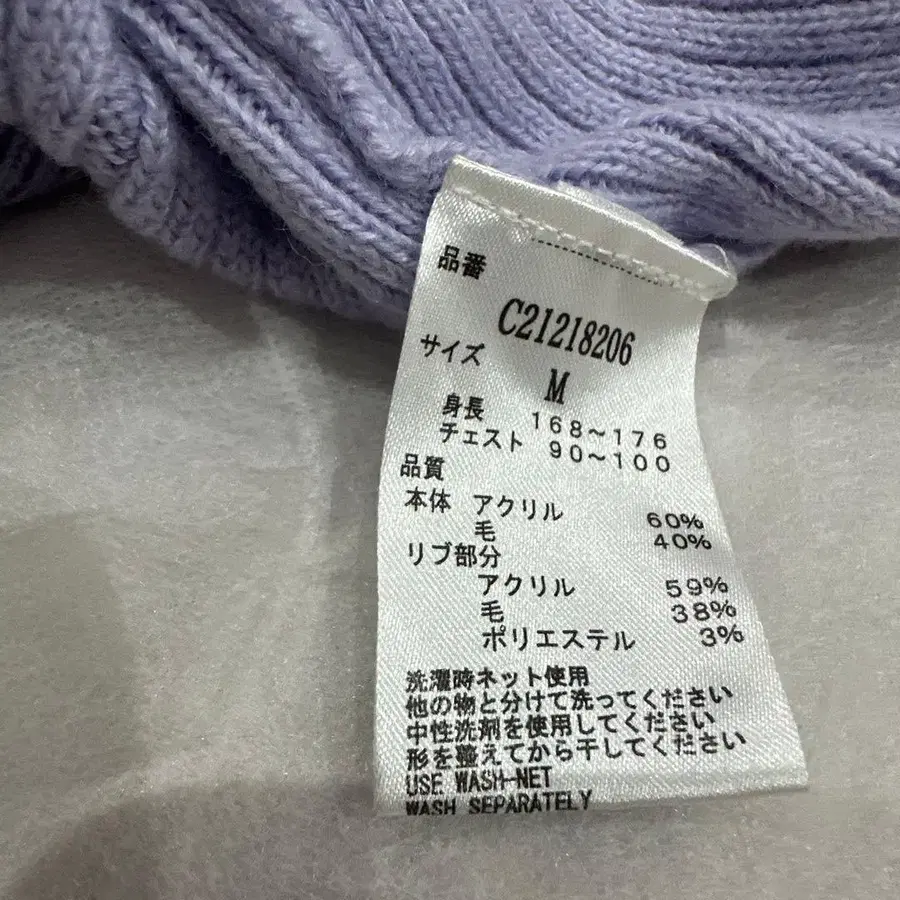 品番
C21218206
サイズ
M
身長 168~176
チェスト 90~100
品質
本体 アクリル 60%
毛 40%
リブ部分
アクリル 59%
毛 38%
ポリエステル 3%
洗濯時ネット使用
他の物と分けて洗ってください
中性洗剤を使用してください
形を整えてから干してください
USE WASH-NET
WASH SEPARATELY